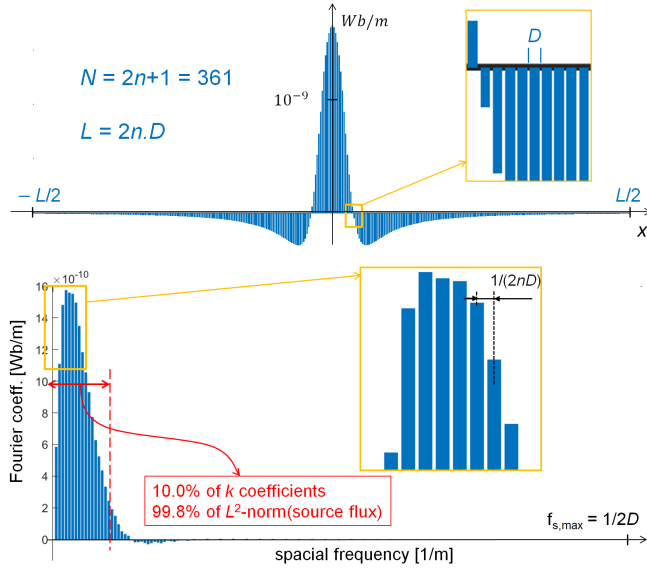 Wb/m
N = 2n+1 = 361
D
10⁻⁹
L = 2n.D
− L/2
L/2
x
×10⁻¹⁰
16
14
12
10
8
6
4
2
0
Fourier coeff. [Wb/m]
1/(2nD)
10.0% of k coefficients
99.8% of L²-norm(source flux)
fs,max = 1/2D
spacial frequency [1/m]